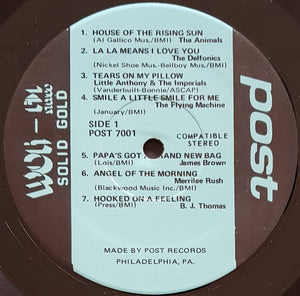 SOLID GOLD
post
1. HOUSE OF THE RISING SUN
(Al Gallico Mus./BMI) The Animals
2. LA LA MEANS I LOVE YOU
The Delfonics
(Nickel Shoe Mus.-Bellboy Mus./BMI)
3. TEARS ON MY PILLOW
Little Anthony & The Imperials
(Vanderbuilt-Bonnie/ASCAP)
4. SMILE A LITTLE SMILE FOR ME
The Flying Machine
(January/BMI)
SIDE 1
POST 7001
COMPATIBLE
STEREO
5. PAPA'S GOT A BRAND NEW BAG
(Lois/BMI) James Brown
6. ANGEL OF THE MORNING
Merrilee Rush
(Blackwood Music Inc./BMI)
7. HOOKED ON A FEELING
(Press/BMI) B. J. Thomas
MADE BY POST RECORDS
PHILADELPHIA, PA.